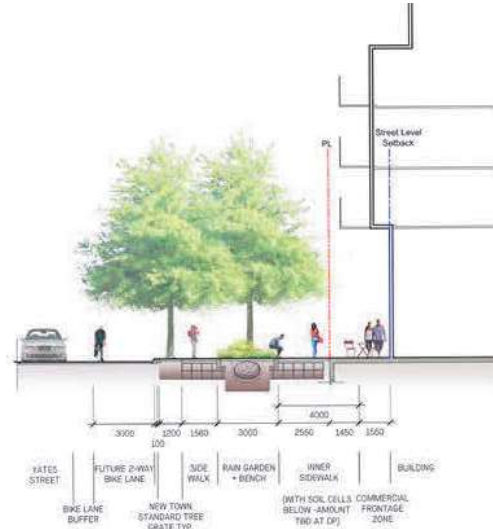 Street Level
Setback
PL
4000
3000
1200
1560
3000
2550
1450
1550
100
YATES
STREET
BIKE LANE
BUFFER
FUTURE 2-WAY
BIKE LANE
NEW TOWN
STANDARD TREE
GRATE TYP.
SIDE
WALK
RAIN GARDEN
+ BENCH
INNER
SIDEWALK
(WITH SOIL CELLS
BELOW -AMOUNT
TBD AT DP)
COMMERCIAL
FRONTAGE
ZONE
BUILDING